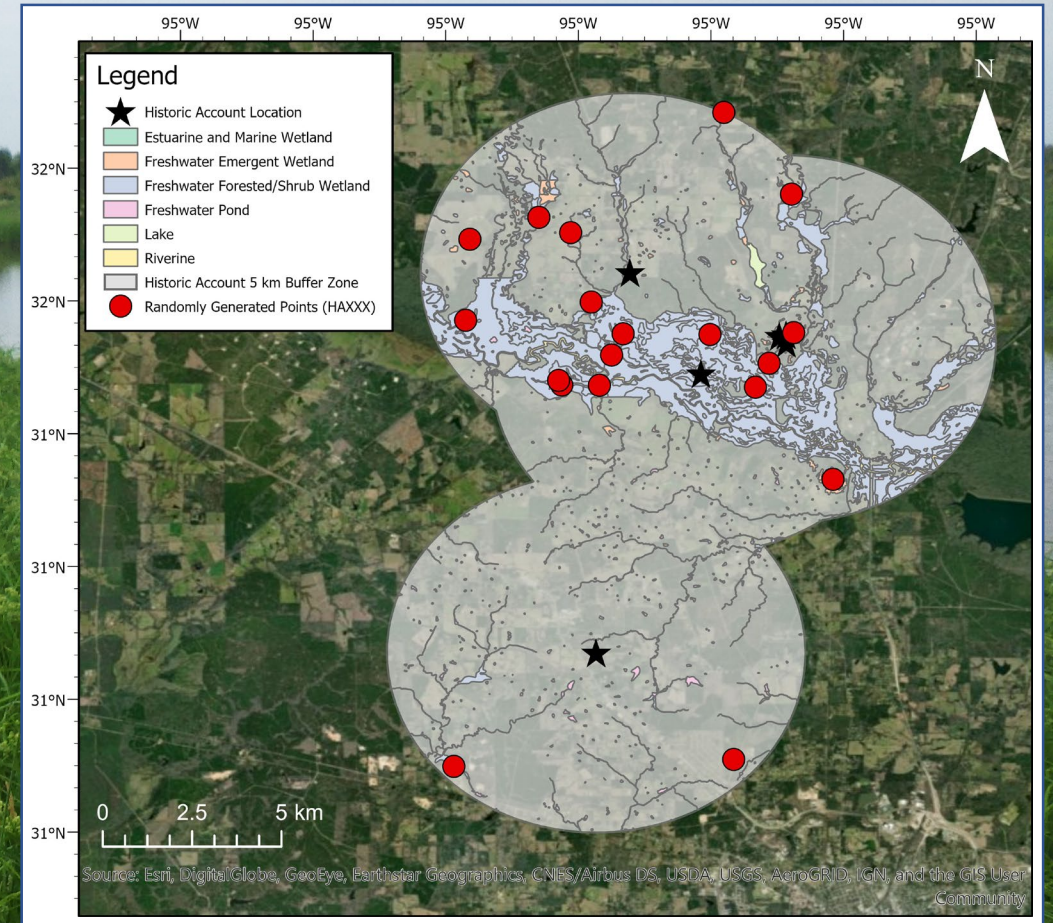 95°W 95°W 95°W 95°W 95°W 95°W 95°W
N
Legend
Historic Account Location
Estuarine and Marine Wetland
Freshwater Emergent Wetland
Freshwater Forested/Shrub Wetland
Freshwater Pond
Lake
Riverine
Historic Account 5 km Buffer Zone
Randomly Generated Points (HAXXX)
32°N
32°N
31°N
31°N
31°N
31°N
0 2.5 5 km
Source: Esri, DigitalGlobe, GeoEye, Earthstar Geographics, CNES/Airbus DS, USDA, USGS, AeroGRID, IGN, and the GIS User
Community